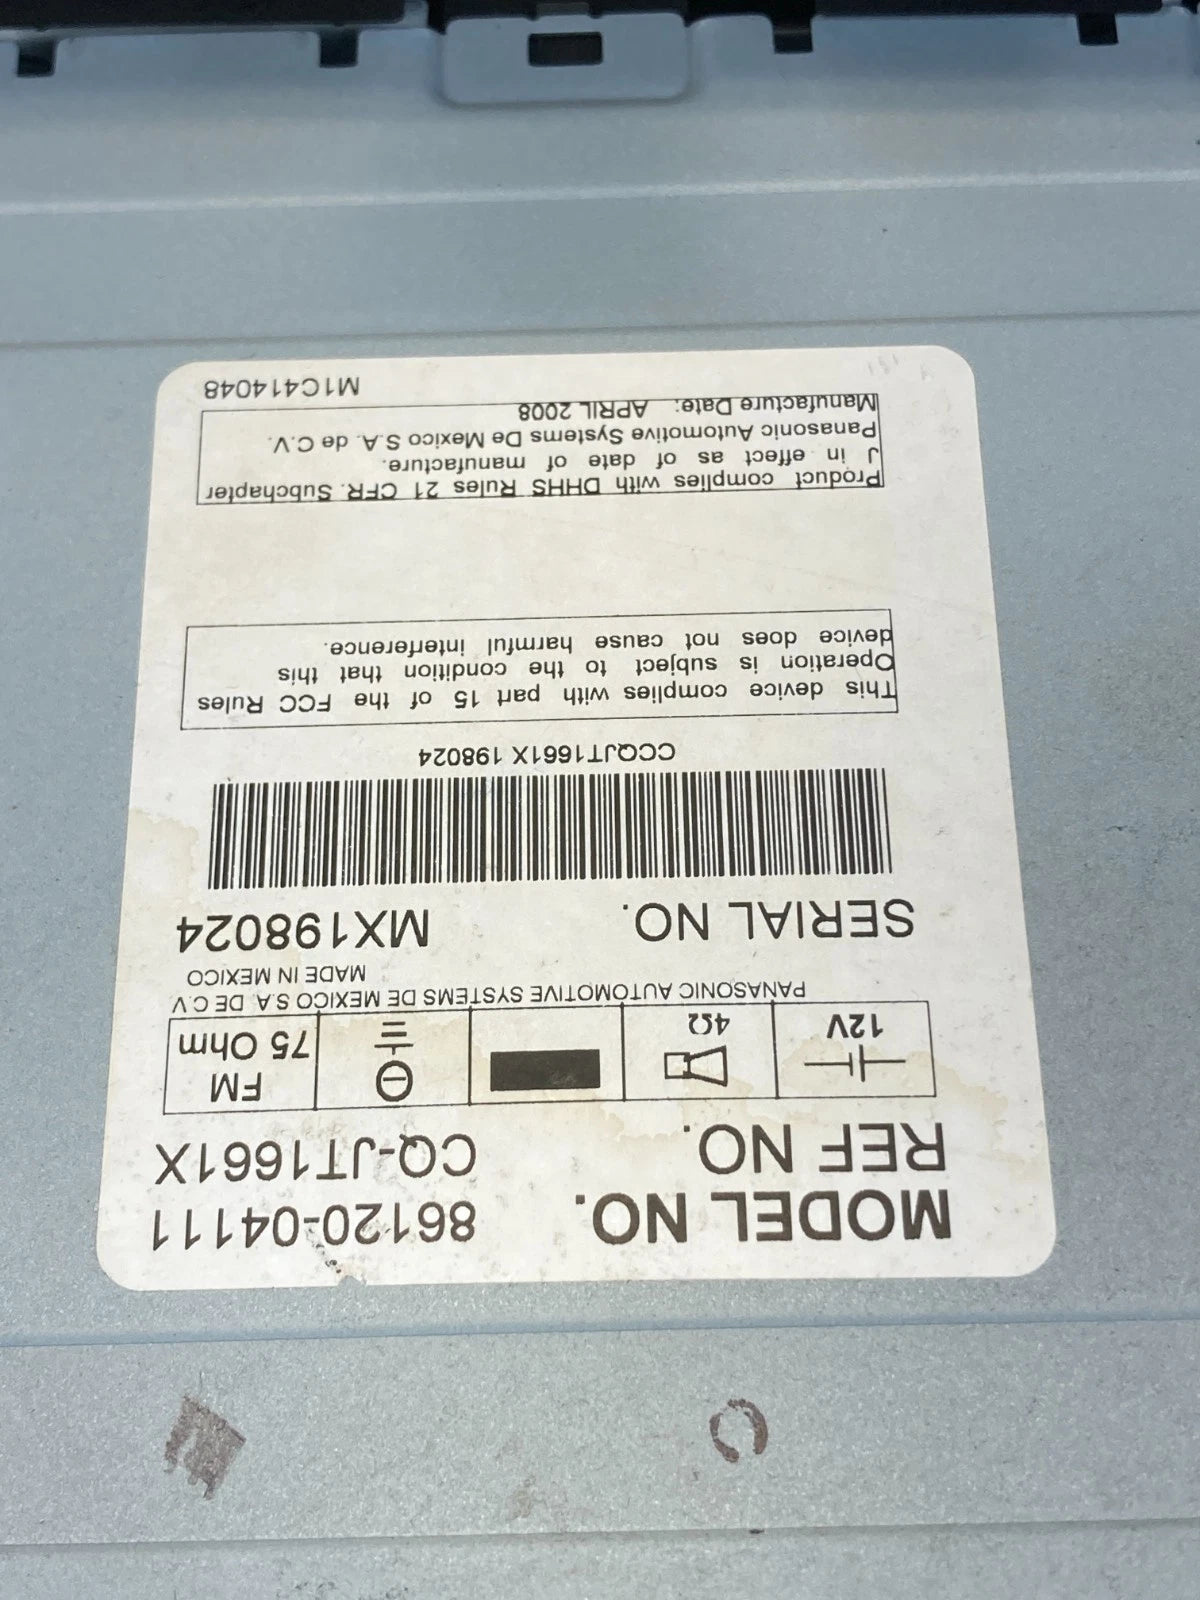 MODEL NO. 86120-04111
REF NO. CQ-JT1661X
12V 4Ω FM
75 Ohm
PANASONIC AUTOMOTIVE SYSTEMS DE MEXICO S.A. DE C.V
MADE IN MEXICO
SERIAL NO. MX198024
CCQJT1661X 198024
This device complies with part 15 of the FCC Rules
Operation is subject to the condition that this
device does not cause harmful interference.
Product complies with DHHS Rules 21 CFR. Subchapter
J in effect as of date of manufacture.
Panasonic Automotive Systems De Mexico S.A. de C.V.
Manufacture Date: APRIL 2008
M1C414048